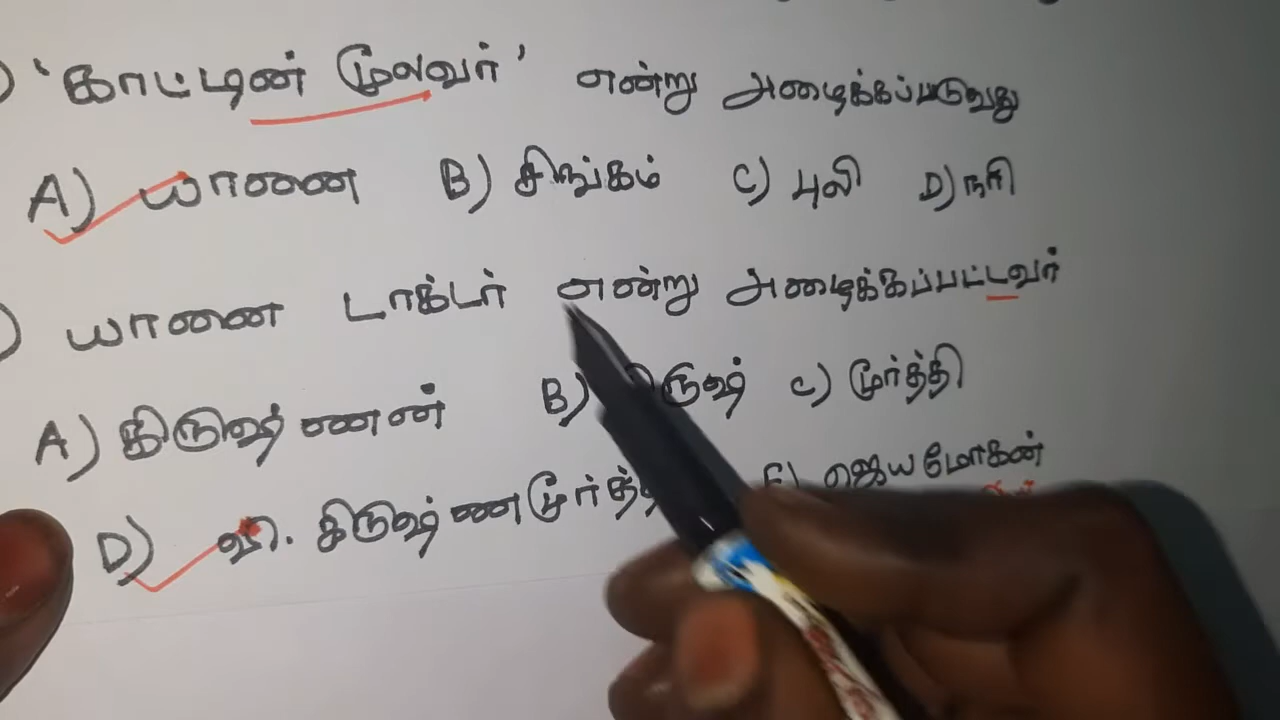 'காட்டின் மூலவர்' என்று அழைக்கப்படுவது
A) யானை B) சிங்கம் C) புலி D) நரி
யானை டாக்டர் என்று அழைக்கப்பட்டவர்
A) கிருஷ்ணன் B) C) மூர்த்தி
D) வி. கிருஷ்ணமூர்த்தி E) ஜெயமோகன்